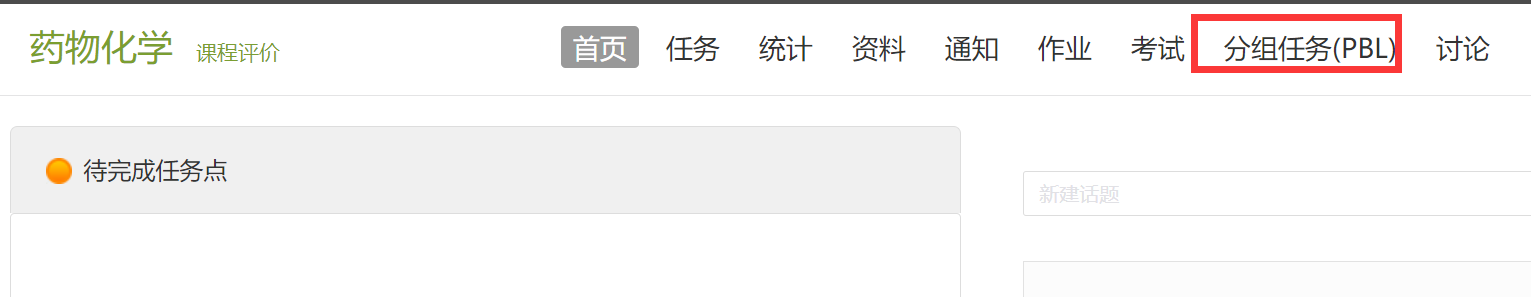 药物化学 课程评价 首页 任务 统计 资料 通知 作业 考试 分组任务(PBL) 讨论
待完成任务点
新建话题